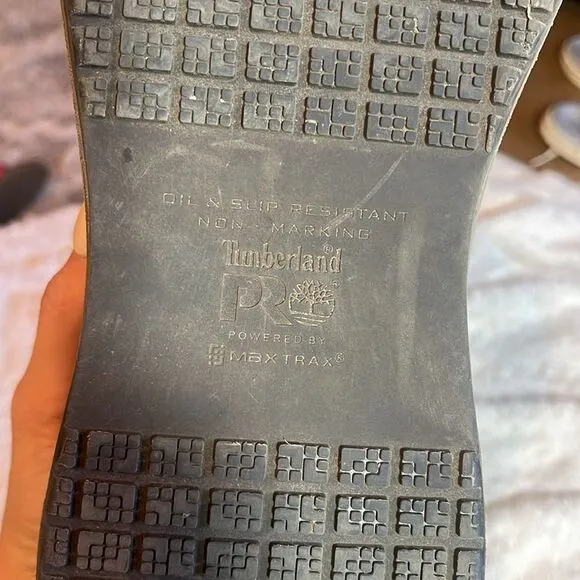 OIL & SLIP RESISTANT
NON - MARKING
Timberland®
PRO®
POWERED BY
MAXTRAX®